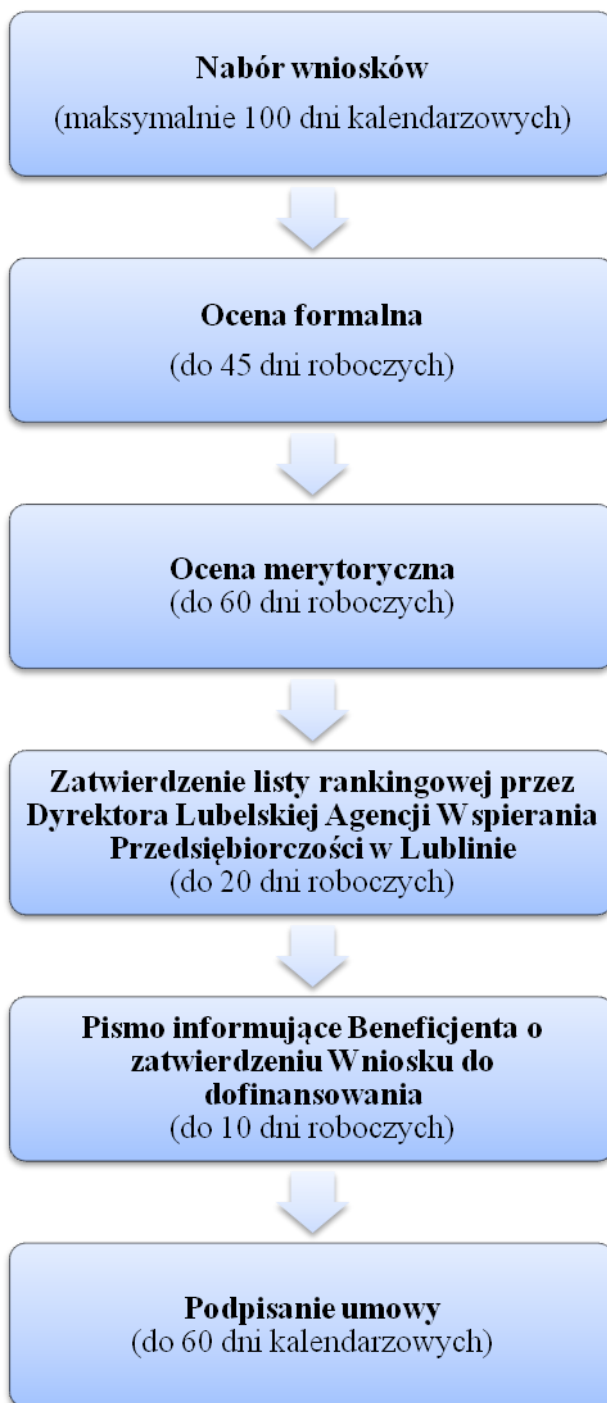 Nabór wniosków
(maksymalnie 100 dni kalendarzowych)
Ocena formalna
(do 45 dni roboczych)
Ocena merytoryczna
(do 60 dni roboczych)
Zatwierdzenie listy rankingowej przez
Dyrektora Lubelskiej Agencji Wspierania
Przedsiębiorczości w Lublinie
(do 20 dni roboczych)
Pismo informujące Beneficjenta o
zatwierdzeniu Wniosku do
dofinansowania
(do 10 dni roboczych)
Podpisanie umowy
(do 60 dni kalendarzowych)